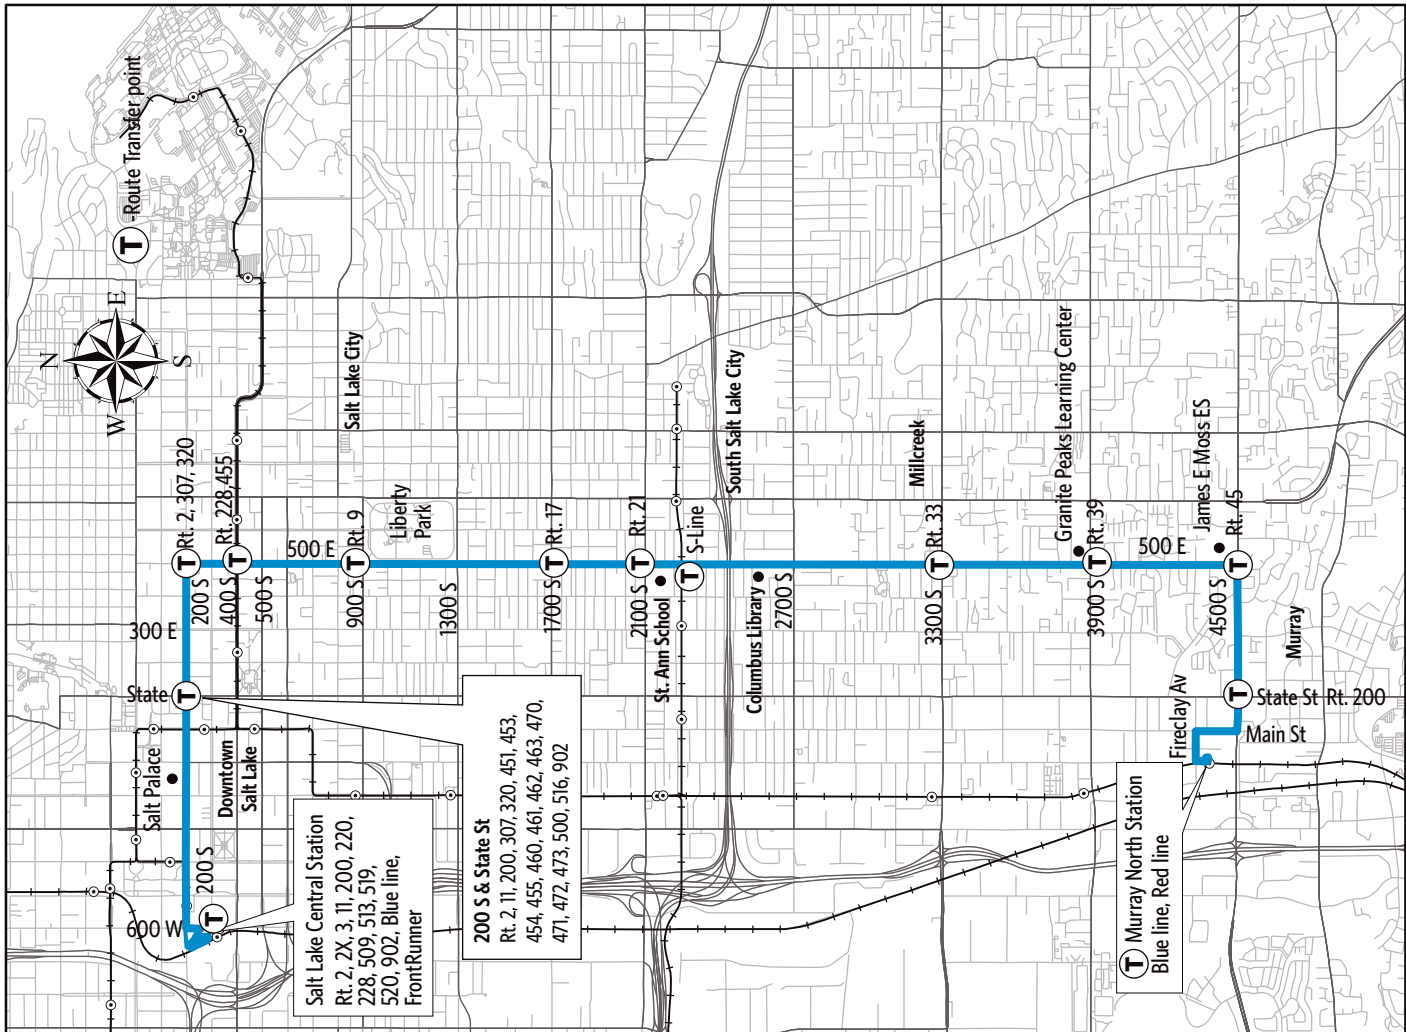 T -Route Transfer point
N
E
S
W
Rt. 2, 307, 320
Rt. 228,455
500 E
Rt. 9
Salt Lake City
Liberty
Park
Rt. 17
Rt. 21
S-Line
South Salt Lake City
Millcreek
Rt. 33
Granite Peaks Learning Center
Rt. 39
500 E
James E Moss ES
Rt. 45
200 S
400 S
500 S
900 S
1300 S
1700 S
2100 S
St. Ann School
Columbus Library
2700 S
3300 S
3900 S
4500 S
300 E
State
T
T
T
T
T
T
T
T
T
T
T
T
Murray
State St Rt. 200
Main St
Fireclay Av
Salt Palace
Downtown
Salt Lake
200 S
600 W
Salt Lake Central Station
Rt. 2, 2X, 3, 11, 200, 220,
228, 509, 513, 519,
520, 902, Blue line,
FrontRunner
200 S & State St
Rt. 2, 11, 200, 307, 320, 451, 453,
454, 455, 460, 461, 462, 463, 470,
471, 472, 473, 500, 516, 902
T Murray North Station
Blue line, Red line